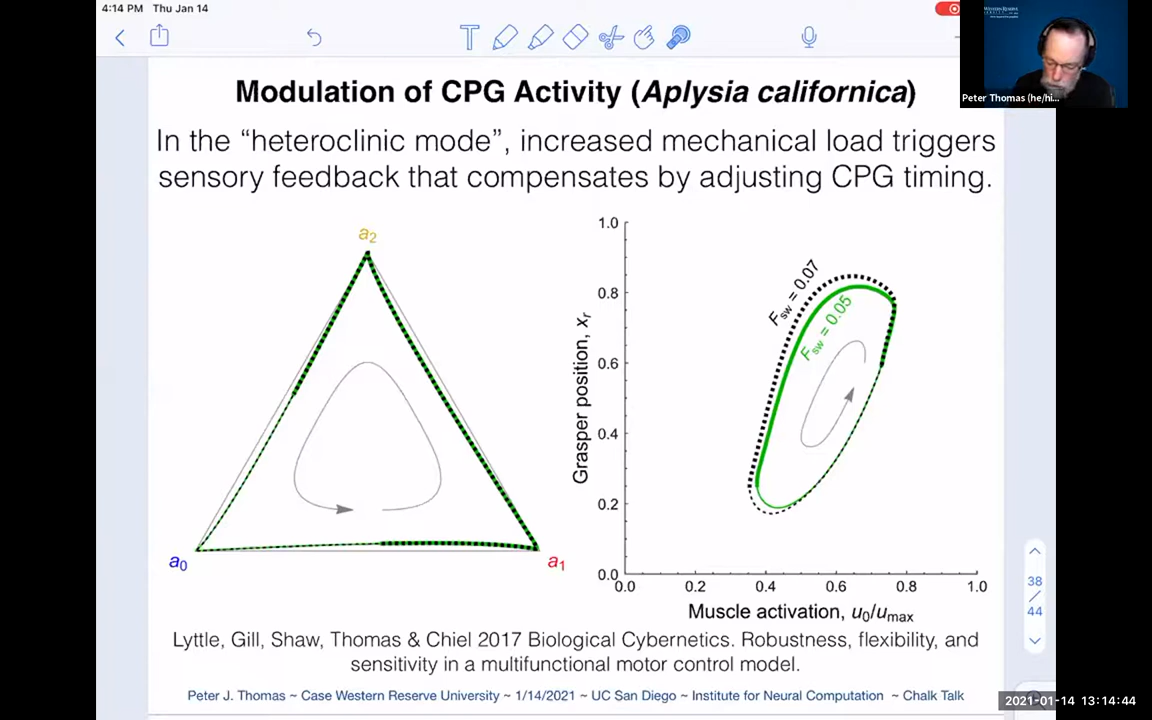 4:14 PM Thu Jan 14
WESTERN RESERVE
Peter Thomas (he/hi...
Modulation of CPG Activity (Aplysia californica)
In the “heteroclinic mode”, increased mechanical load triggers
sensory feedback that compensates by adjusting CPG timing.
a2
a0
a1
1.0
0.8
0.6
0.4
0.2
0.0
Grasper position, xr
Fsw = 0.07
Fsw = 0.05
0.0 0.2 0.4 0.6 0.8 1.0
Muscle activation, u0/umax
38
/
44
Lyttle, Gill, Shaw, Thomas & Chiel 2017 Biological Cybernetics. Robustness, flexibility, and
sensitivity in a multifunctional motor control model.
Peter J. Thomas ~ Case Western Reserve University ~ 1/14/2021 ~ UC San Diego ~ Institute for Neural Computation ~ Chalk Talk
2021-01-14 13:14:44